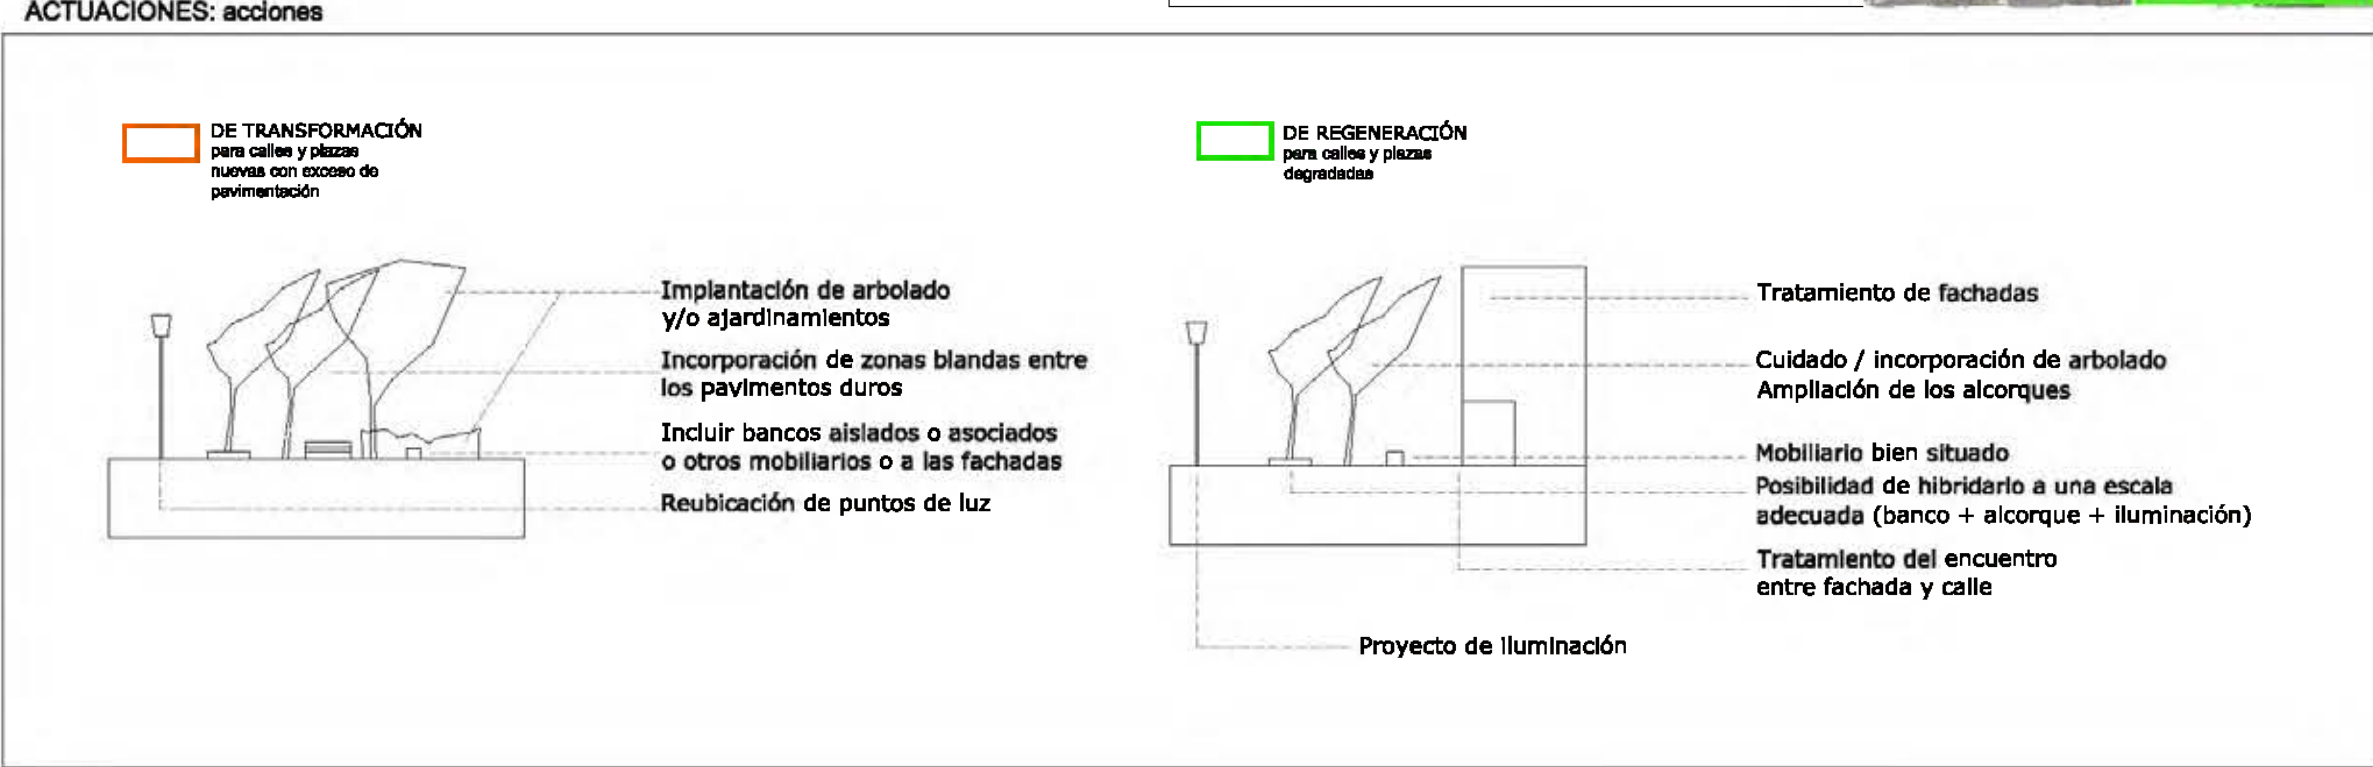 ACTUACIONES: acciones
DE TRANSFORMACIÓN
para calles y plazas
nuevas con exceso de
pavimentación
Implantación de arbolado
y/o ajardinamientos
Incorporación de zonas blandas entre
los pavimentos duros
Incluir bancos aislados o asociados
o otros mobiliarios o a las fachadas
Reubicación de puntos de luz
DE REGENERACIÓN
para calles y plazas
degradadas
Tratamiento de fachadas
Cuidado / incorporación de arbolado
Ampliación de los alcorques
Mobiliario bien situado
Posibilidad de hibridarlo a una escala
adecuada (banco + alcorque + iluminación)
Tratamiento del encuentro
entre fachada y calle
Proyecto de iluminación